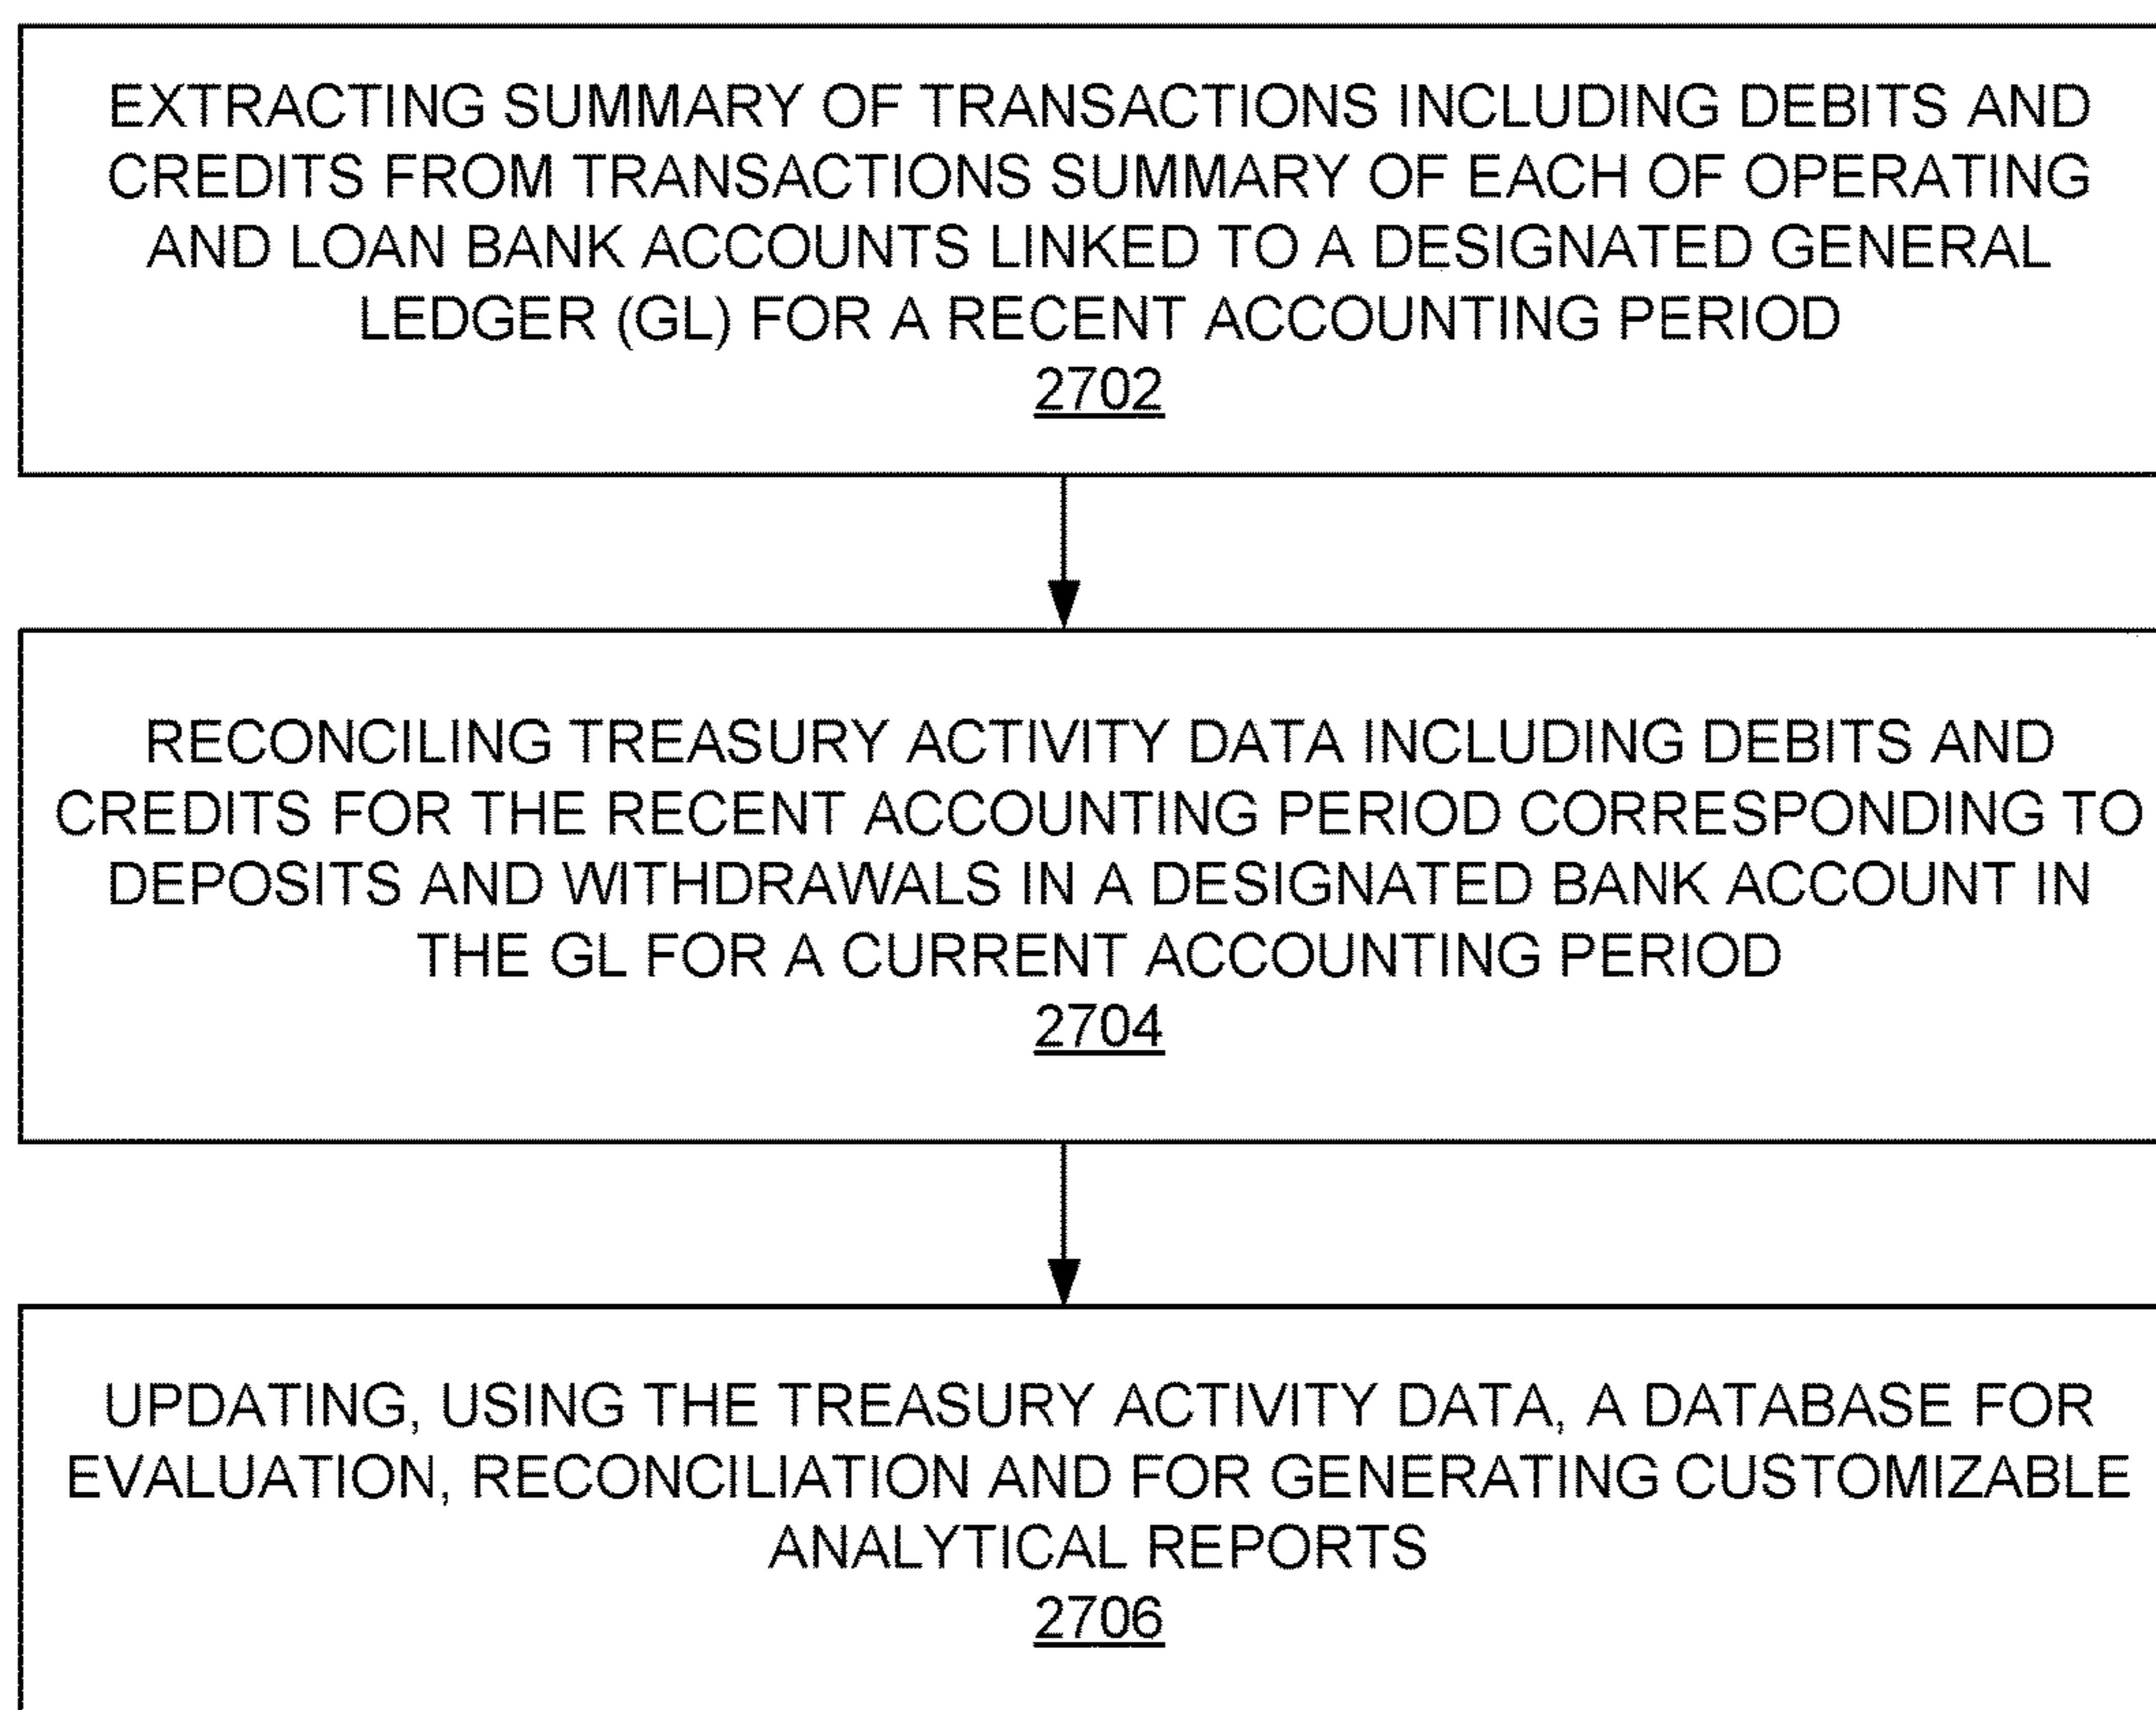 EXTRACTING SUMMARY OF TRANSACTIONS INCLUDING DEBITS AND
CREDITS FROM TRANSACTIONS SUMMARY OF EACH OF OPERATING
AND LOAN BANK ACCOUNTS LINKED TO A DESIGNATED GENERAL
LEDGER (GL) FOR A RECENT ACCOUNTING PERIOD
2702
RECONCILING TREASURY ACTIVITY DATA INCLUDING DEBITS AND
CREDITS FOR THE RECENT ACCOUNTING PERIOD CORRESPONDING TO
DEPOSITS AND WITHDRAWALS IN A DESIGNATED BANK ACCOUNT IN
THE GL FOR A CURRENT ACCOUNTING PERIOD
2704
UPDATING, USING THE TREASURY ACTIVITY DATA, A DATABASE FOR
EVALUATION, RECONCILIATION AND FOR GENERATING CUSTOMIZABLE
ANALYTICAL REPORTS
2706